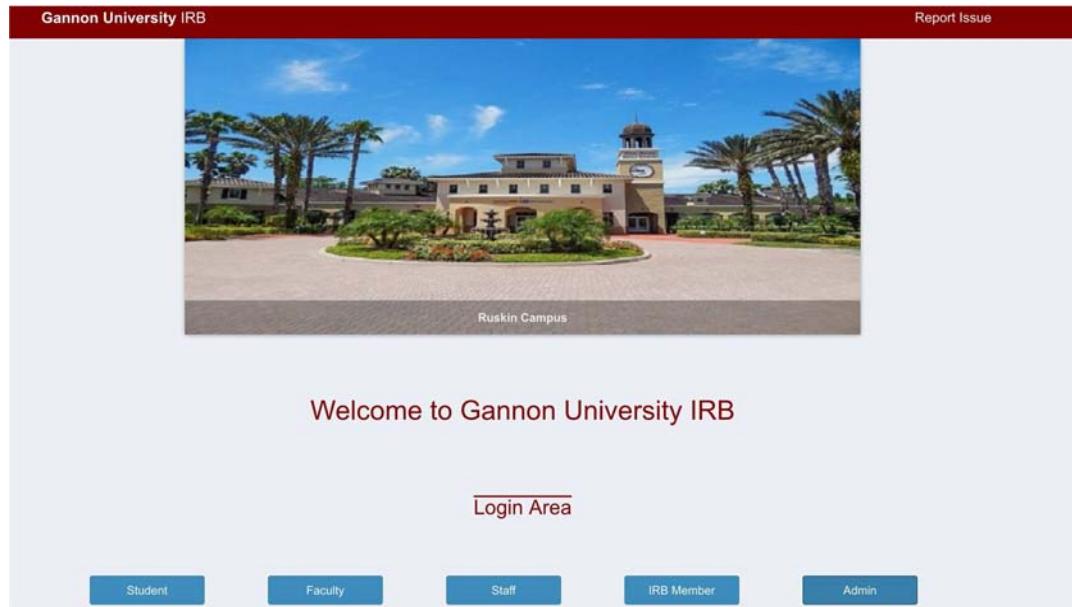 Gannon University IRB
Report Issue
Ruskin Campus
Welcome to Gannon University IRB
Login Area
Student
Faculty
Staff
IRB Member
Admin